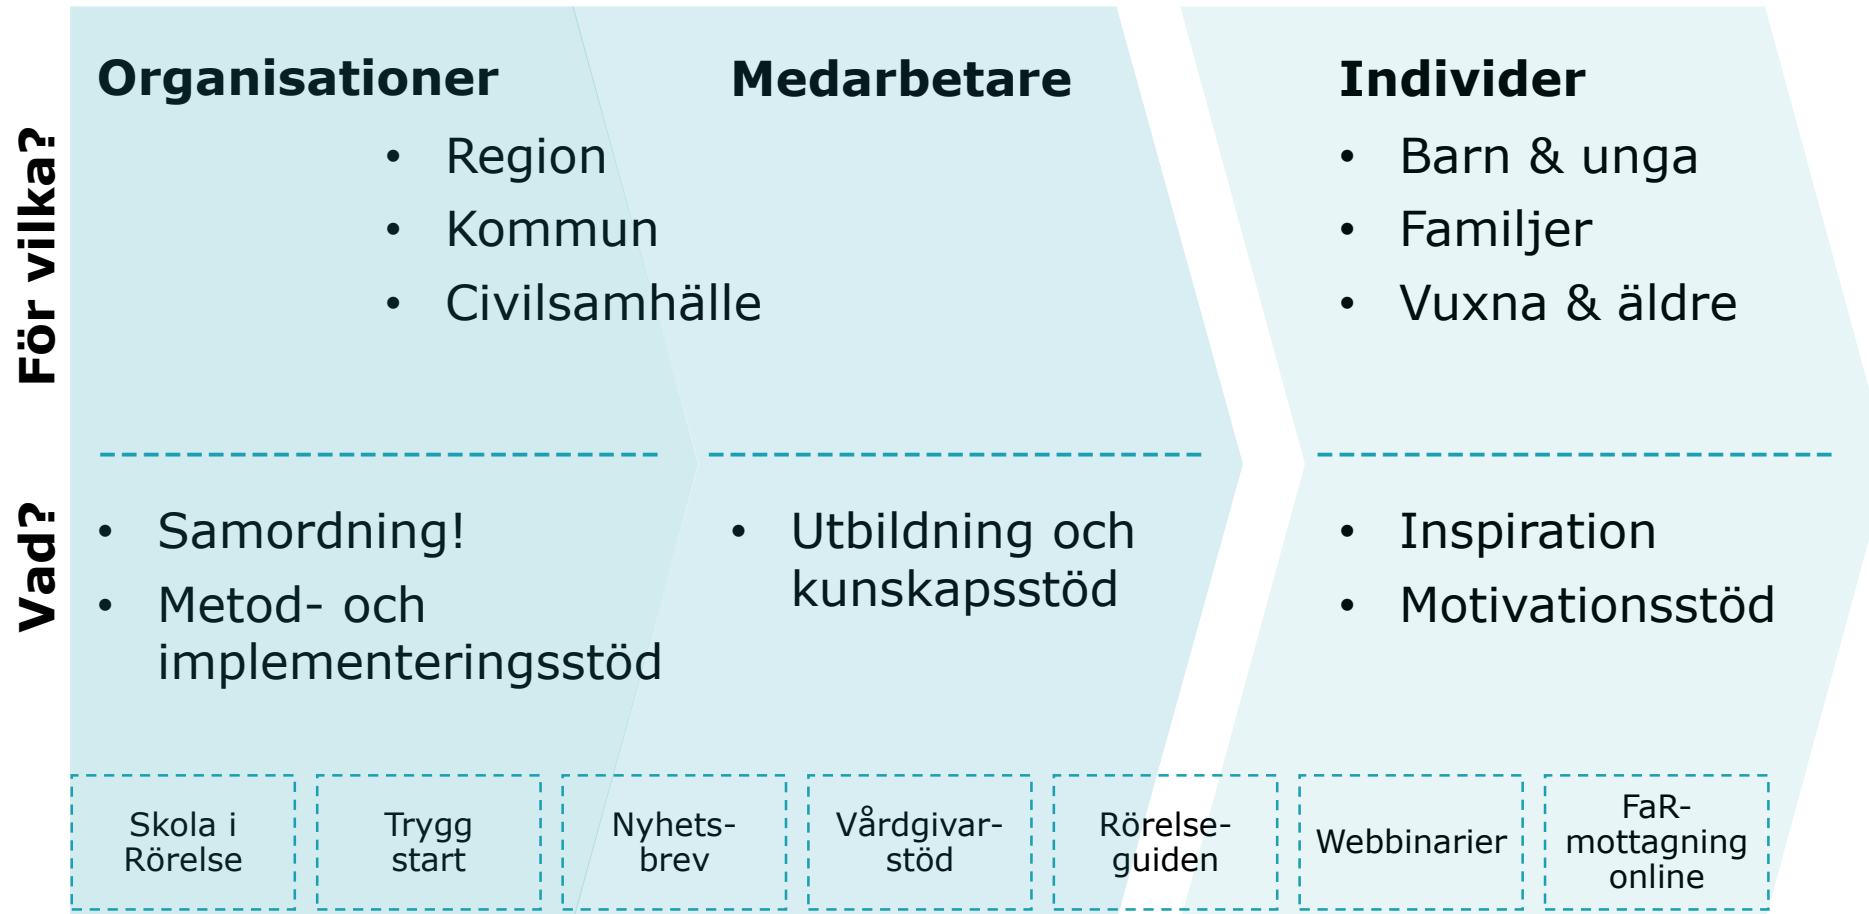 För vilka?
Organisationer
Medarbetare
• Region
• Kommun
• Civilsamhälle
Individer
• Barn & unga
• Familjer
• Vuxna & äldre
Vad?
• Samordning!
• Metod- och
implementeringsstöd
• Utbildning och
kunskapsstöd
• Inspiration
• Motivationsstöd
Skola i
Rörelse
Trygg
start
Nyhets-
brev
Vårdgivar-
stöd
Rörelse-
guiden
Webbinarier
FaR-
mottagning
online